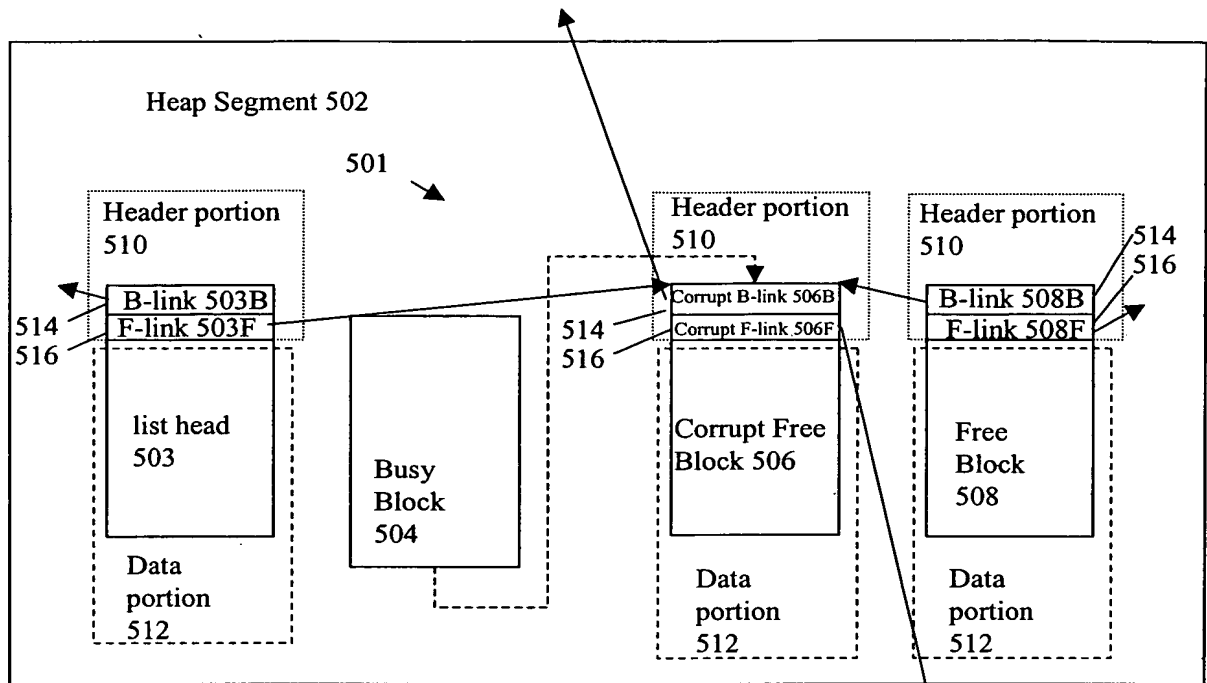 Heap Segment 502
501
Header portion
510
B-link 503B
F-link 503F
514
516
list head
503
Data
portion
512
Busy
Block
504
Header portion
510
Corrupt B-link 506B
Corrupt F-link 506F
514
516
Corrupt Free
Block 506
Data
portion
512
Header portion
510
514
516
B-link 508B
F-link 508F
Free
Block
508
Data
portion
512